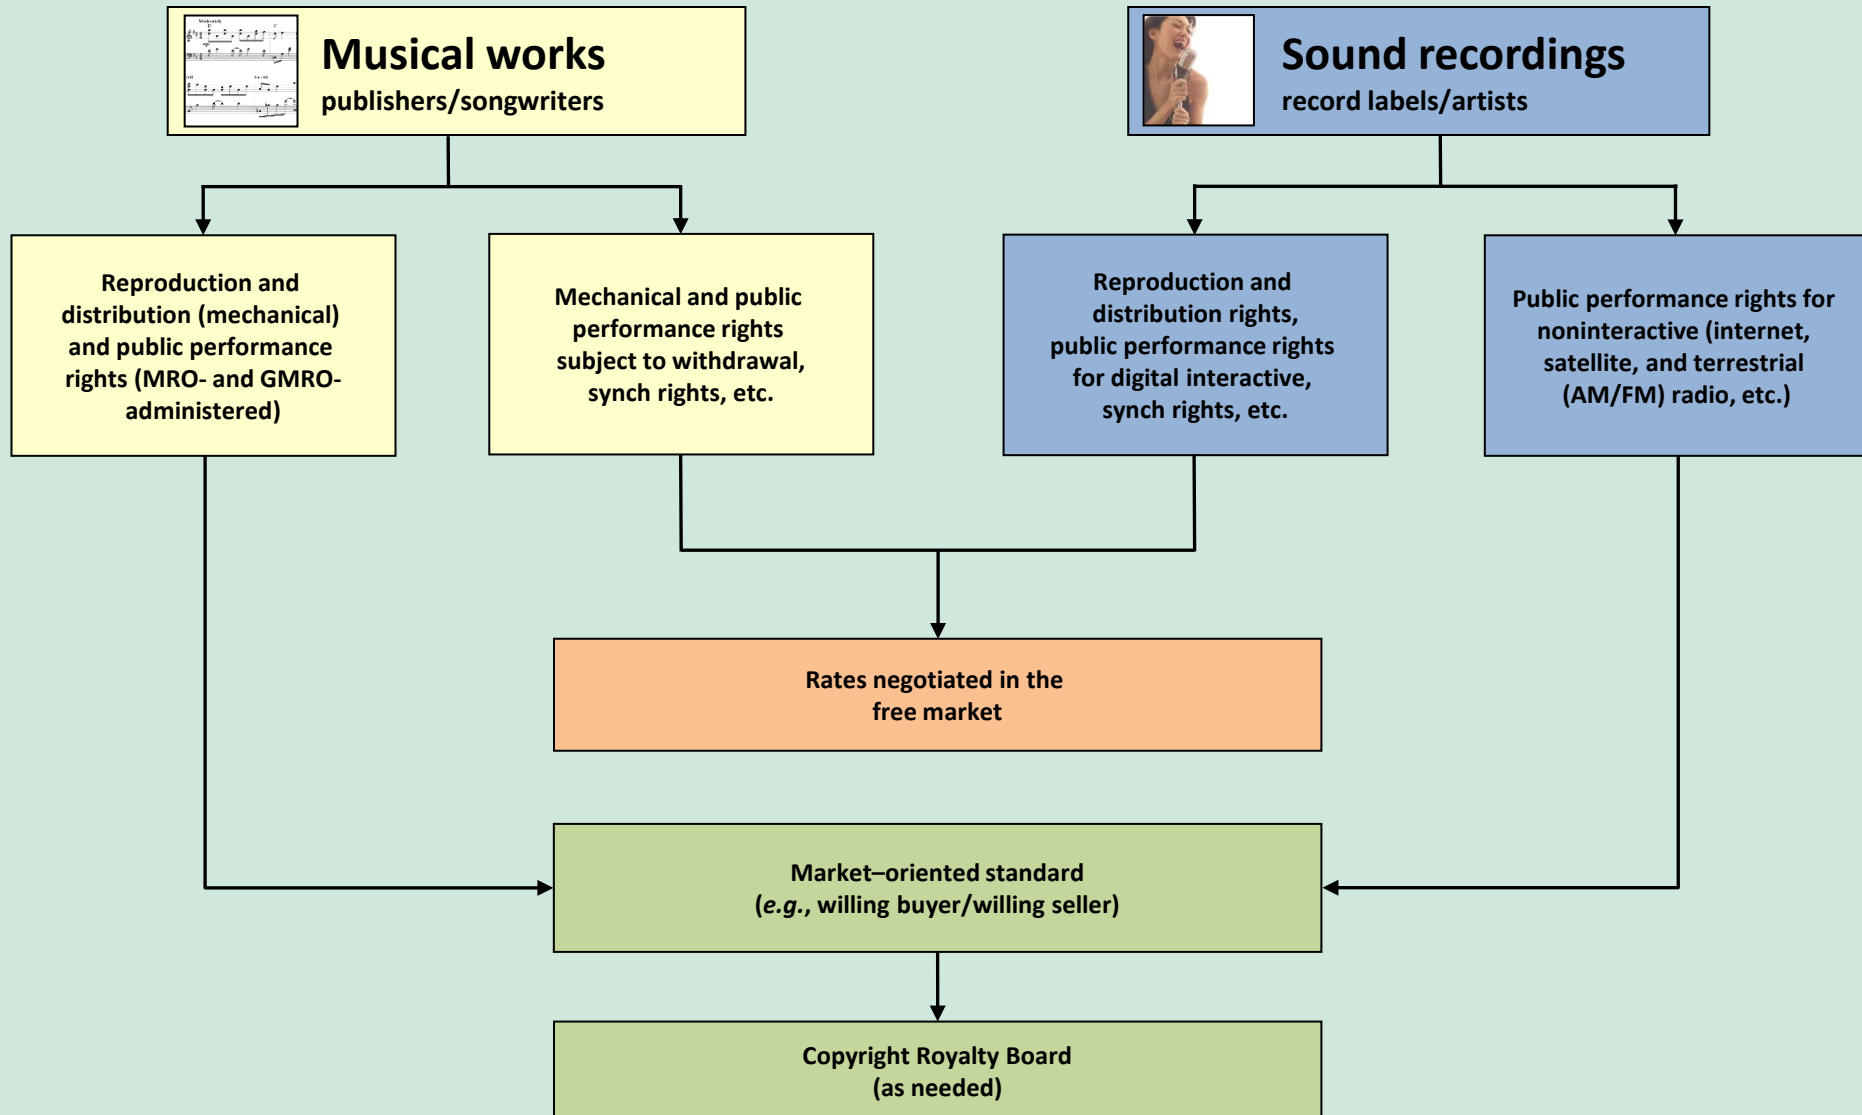 Musical works
publishers/songwriters
Sound recordings
record labels/artists
Reproduction and
distribution (mechanical)
and public performance
rights (MRO- and GMRO-
administered)
Mechanical and public
performance rights
subject to withdrawal,
synch rights, etc.
Reproduction and
distribution rights,
public performance rights
for digital interactive,
synch rights, etc.
Public performance rights for
noninteractive (internet,
satellite, and terrestrial
(AM/FM) radio, etc.)
Rates negotiated in the
free market
Market–oriented standard
(e.g., willing buyer/willing seller)
Copyright Royalty Board
(as needed)